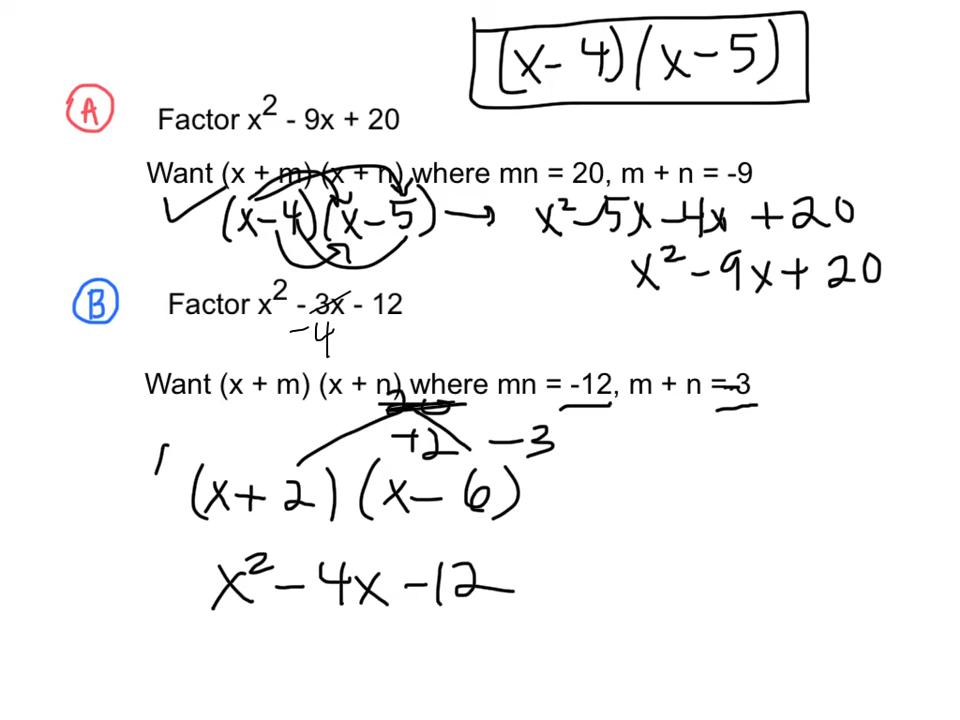 (x-4)(x-5)
A
Factor x² - 9x + 20
Want (x + m) (x + n) where mn = 20, m + n = -9
(x-4)(x-5) → x² -5x -4x +20
x² -9x + 20
B
Factor x² - 3x - 12
-4
Want (x + m) (x + n) where mn = -12, m + n = -3
+2 -3
(x+2)(x-6)
x² -4x -12